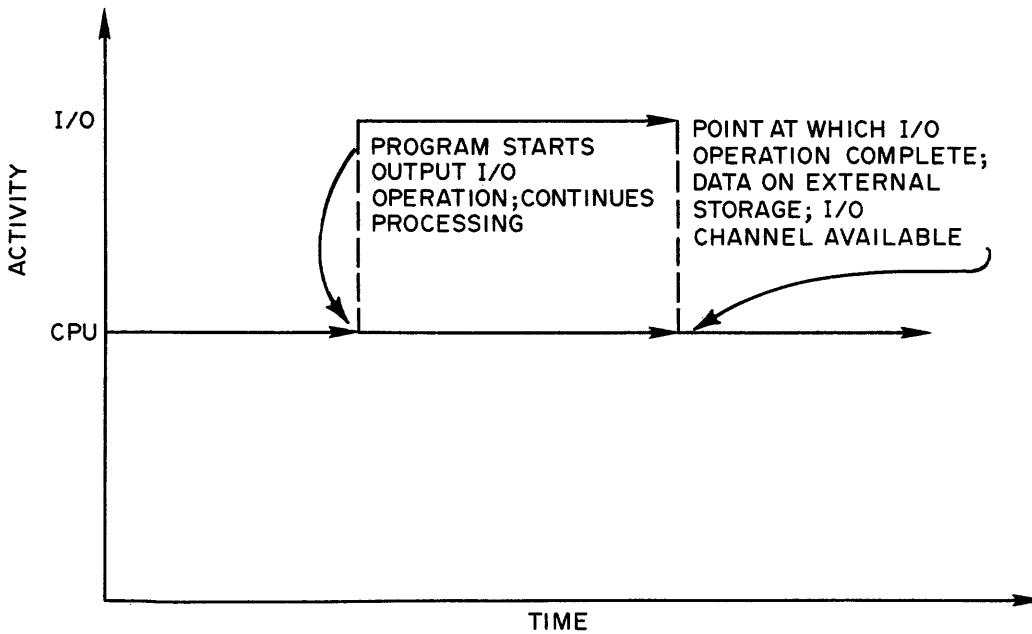 I/O
PROGRAM STARTS
OUTPUT I/O
OPERATION; CONTINUES
PROCESSING
POINT AT WHICH I/O
OPERATION COMPLETE;
DATA ON EXTERNAL
STORAGE; I/O
CHANNEL AVAILABLE
ACTIVITY
CPU
TIME